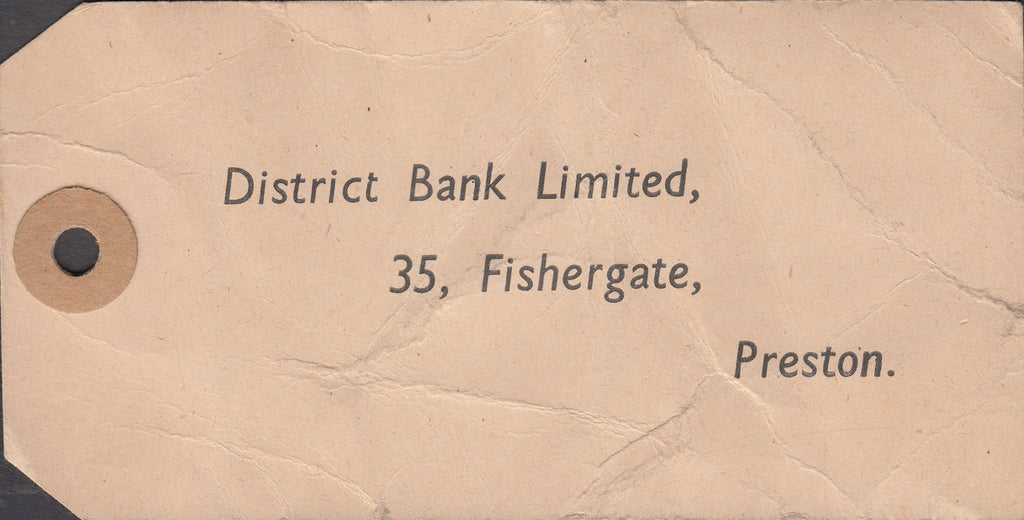 District Bank Limited,
35, Fishergate,
Preston.